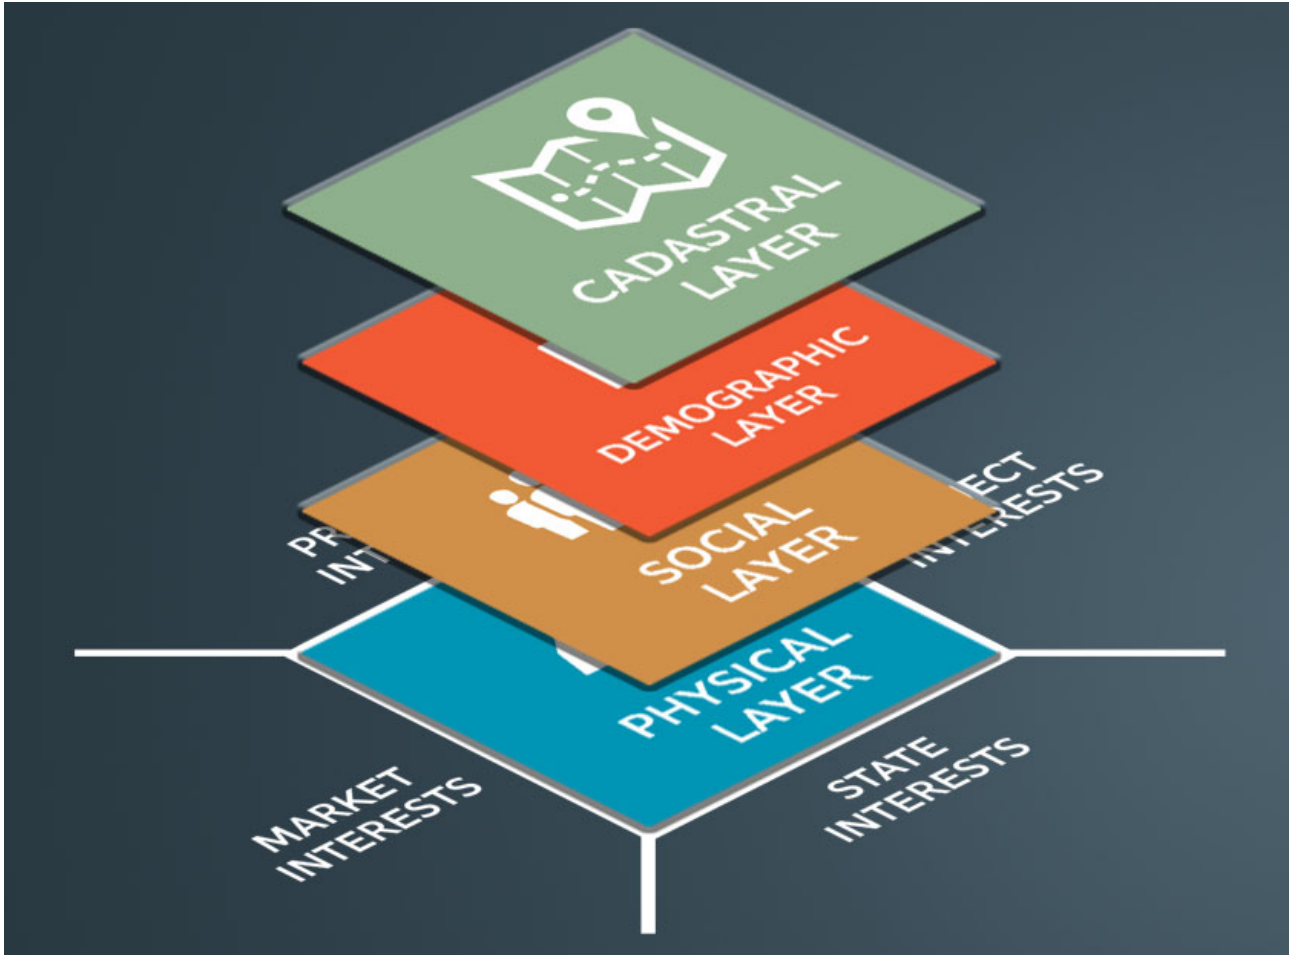 CADASTRAL
LAYER
DEMOGRAPHIC
LAYER
SOCIAL
LAYER
PHYSICAL
LAYER
INTERESTS
MARKET
INTERESTS
STATE
INTERESTS